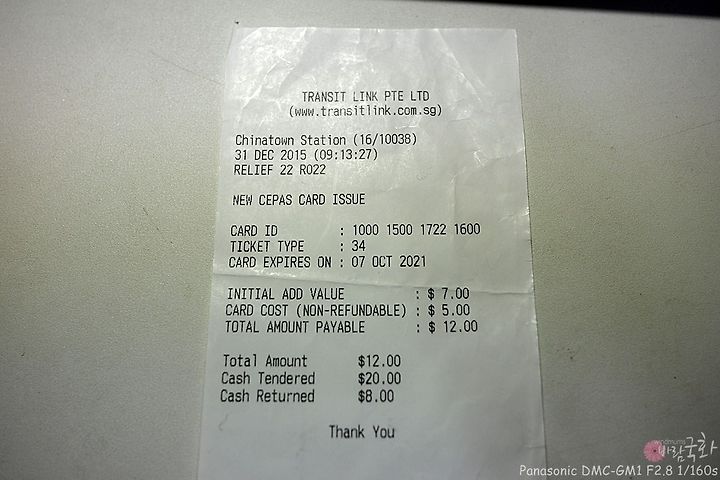 TRANSIT LINK PTE LTD
(www.transitlink.com.sg)
Chinatown Station (16/10038)
31 DEC 2015 (09:13:27)
RELIEF 22 RO22
NEW CEPAS CARD ISSUE
CARD ID : 1000 1500 1722 1600
TICKET TYPE : 34
CARD EXPIRES ON : 07 OCT 2021
INITIAL ADD VALUE : $ 7.00
CARD COST (NON-REFUNDABLE) : $ 5.00
TOTAL AMOUNT PAYABLE : $ 12.00
Total Amount $12.00
Cash Tendered $20.00
Cash Returned $8.00
Thank You
windmums
바람국화
Panasonic DMC-GM1 F2.8 1/160s